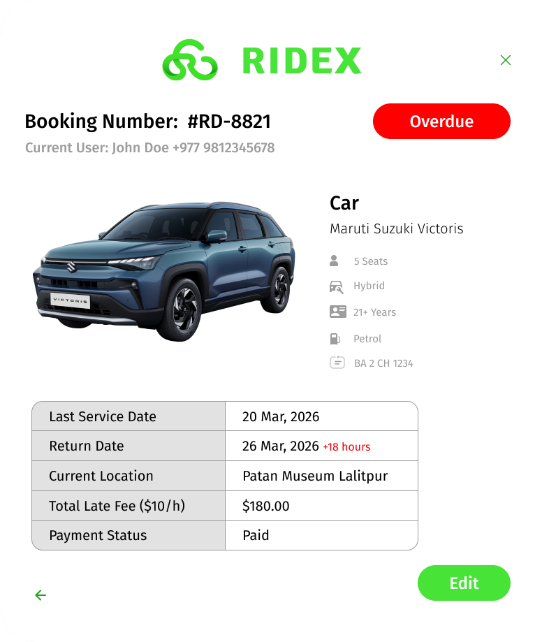 RIDEX
Booking Number: #RD-8821
Overdue
Current User: John Doe +977 9812345678
Car
Maruti Suzuki Victoris
5 Seats
Hybrid
21+ Years
Petrol
BA 2 CH 1234
VICTORIS
Last Service Date 20 Mar, 2026
Return Date 26 Mar, 2026 +18 hours
Current Location Patan Museum Lalitpur
Total Late Fee ($10/h) $180.00
Payment Status Paid
Edit